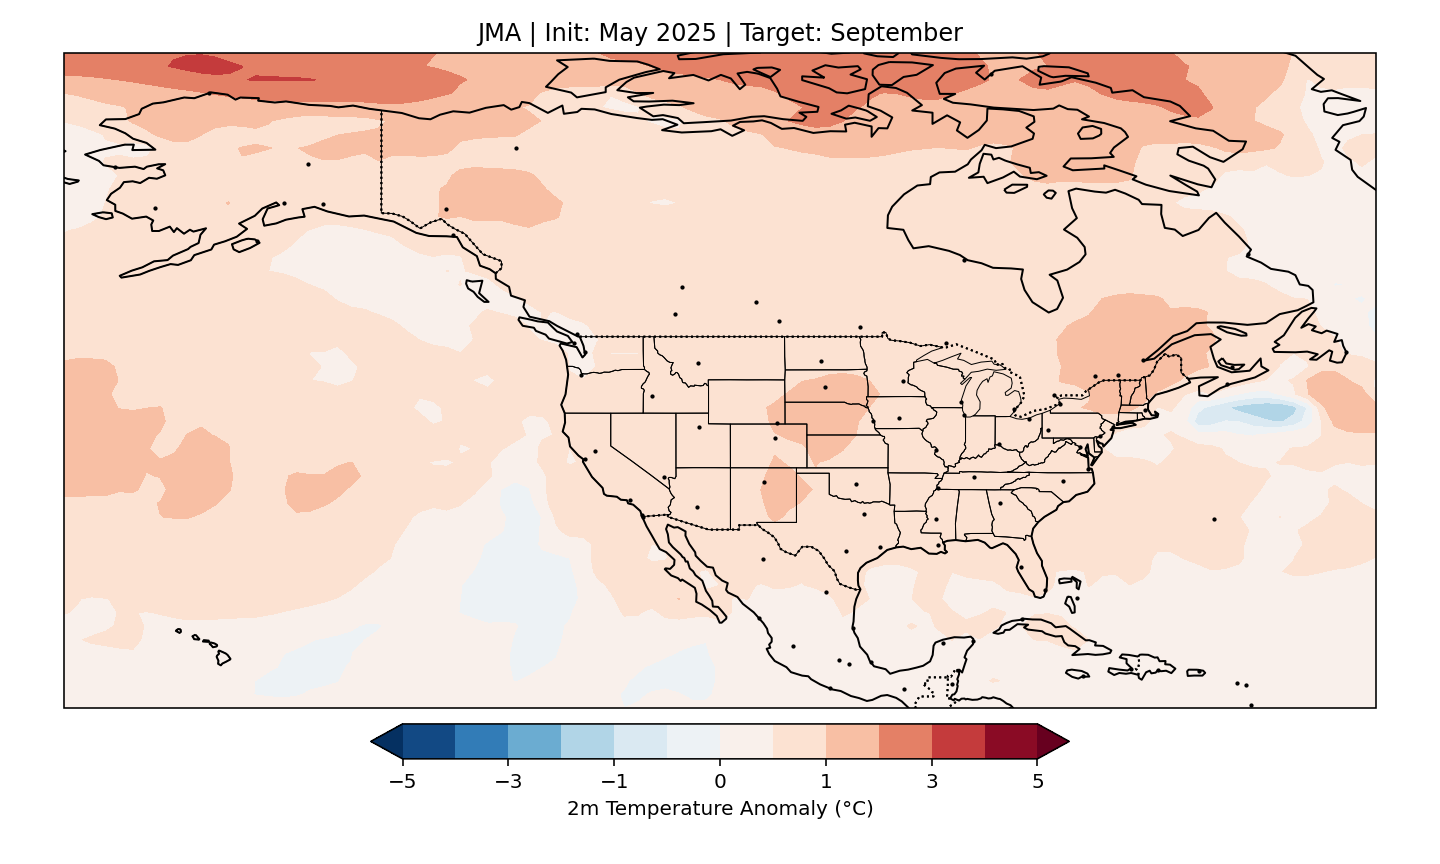 JMA | Init: May 2025 | Target: September
−5 −3 −1 0 1 3 5
2m Temperature Anomaly (°C)